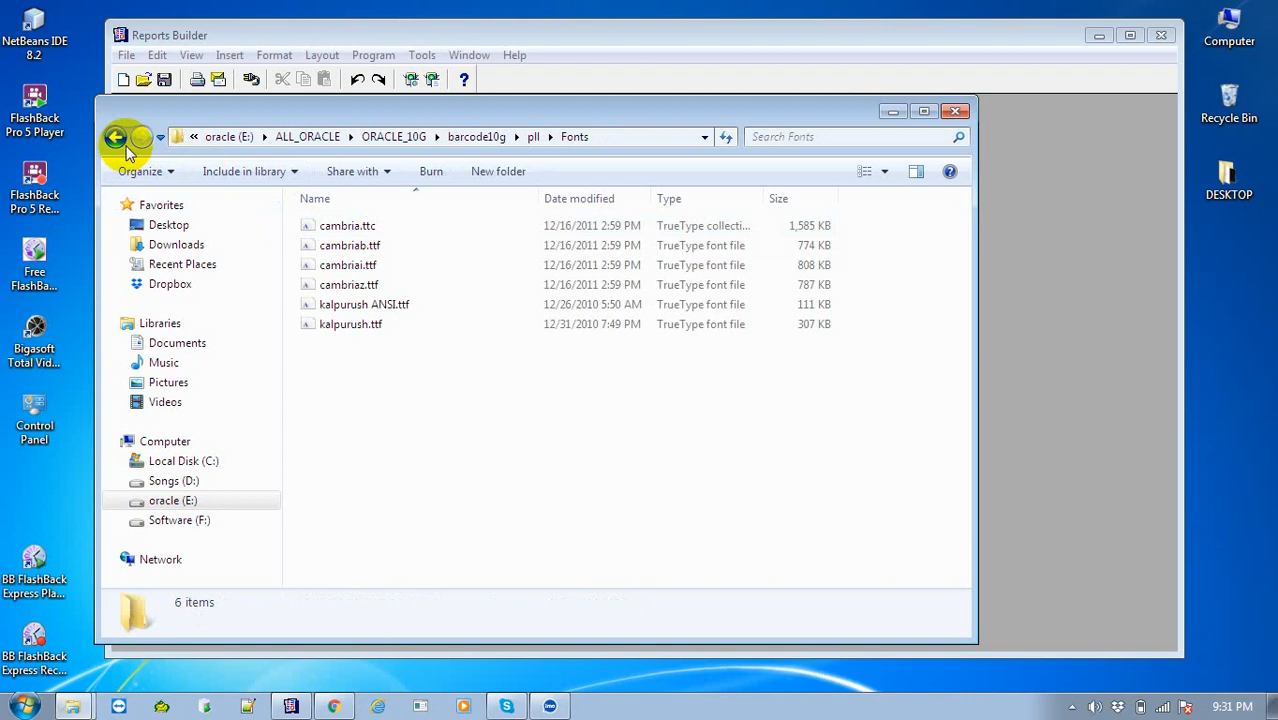 NetBeans IDE
8.2
FlashBack
Pro 5 Player
FlashBack
Pro 5 Re...
Free
FlashBa...
Bigasoft
Total Vid...
Control
Panel
BB FlashBack
Express Pla...
BB FlashBack
Express Rec...
Reports Builder
File Edit View Insert Format Layout Program Tools Window Help
« oracle (E:) ALL_ORACLE ORACLE_10G barcode10g pll Fonts
Search Fonts
Organize Include in library Share with Burn New folder
Favorites
Desktop
Downloads
Recent Places
Dropbox
Libraries
Documents
Music
Pictures
Videos
Computer
Local Disk (C:)
Songs (D:)
oracle (E:)
Software (F:)
Network
Name Date modified Type Size
cambria.ttc 12/16/2011 2:59 PM TrueType collecti... 1,585 KB
cambriab.ttf 12/16/2011 2:59 PM TrueType font file 774 KB
cambriai.ttf 12/16/2011 2:59 PM TrueType font file 808 KB
cambriaz.ttf 12/16/2011 2:59 PM TrueType font file 787 KB
kalpurush ANSI.ttf 12/26/2010 5:50 AM TrueType font file 111 KB
kalpurush.ttf 12/31/2010 7:49 PM TrueType font file 307 KB
6 items
Computer
Recycle Bin
DESKTOP
9:31 PM